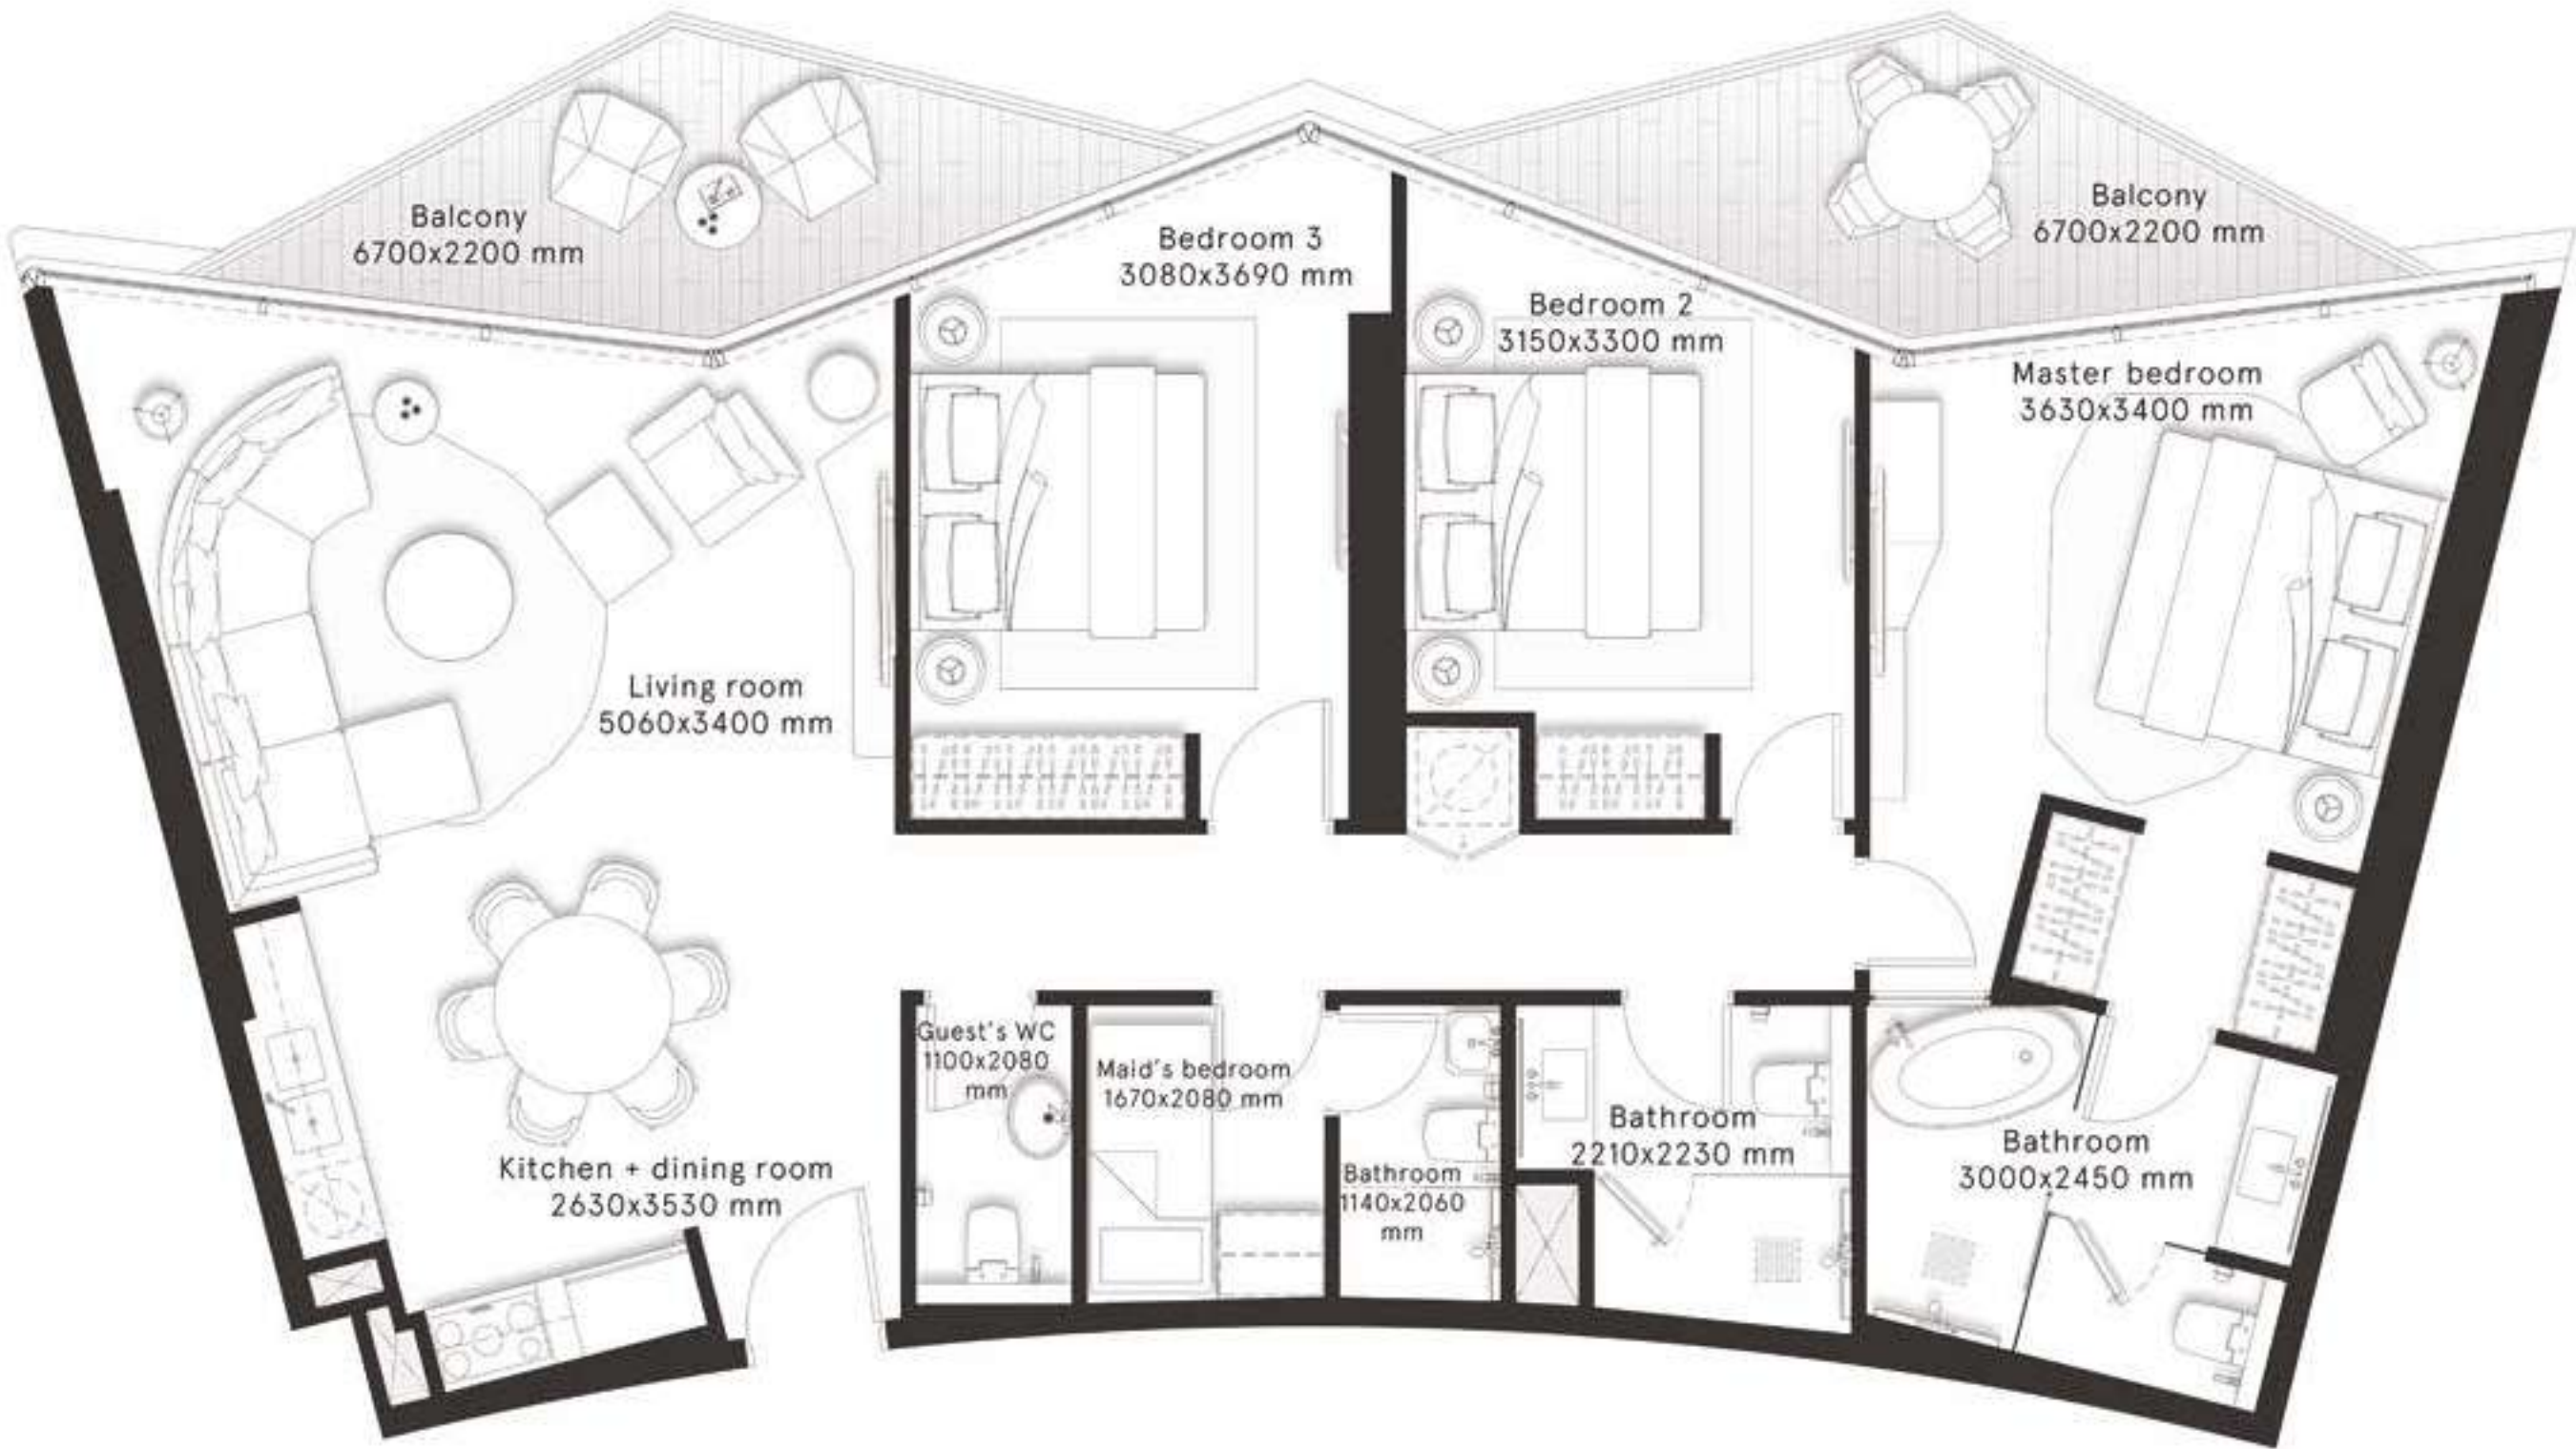 Balcony
6700x2200 mm
Balcony
6700x2200 mm
Bedroom 3
3080x3690 mm
Bedroom 2
3150x3300 mm
Master bedroom
3630x3400 mm
Living room
5060x3400 mm
Guest's WC
1100x2080
mm
Maid's bedroom
1670x2080 mm
Bathroom
1140x2060
mm
Bathroom
2210x2230 mm
Bathroom
3000x2450 mm
Kitchen + dining room
2630x3530 mm